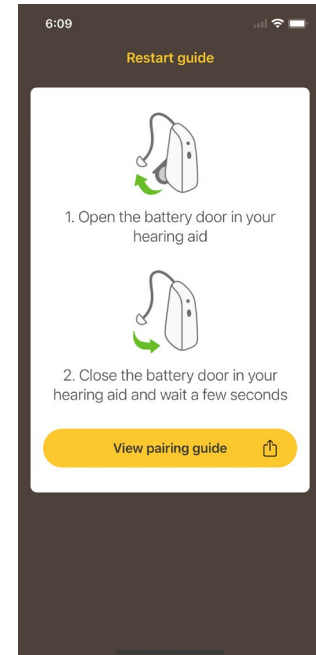 6:09
Restart guide
1. Open the battery door in your
hearing aid
2. Close the battery door in your
hearing aid and wait a few seconds
View pairing guide